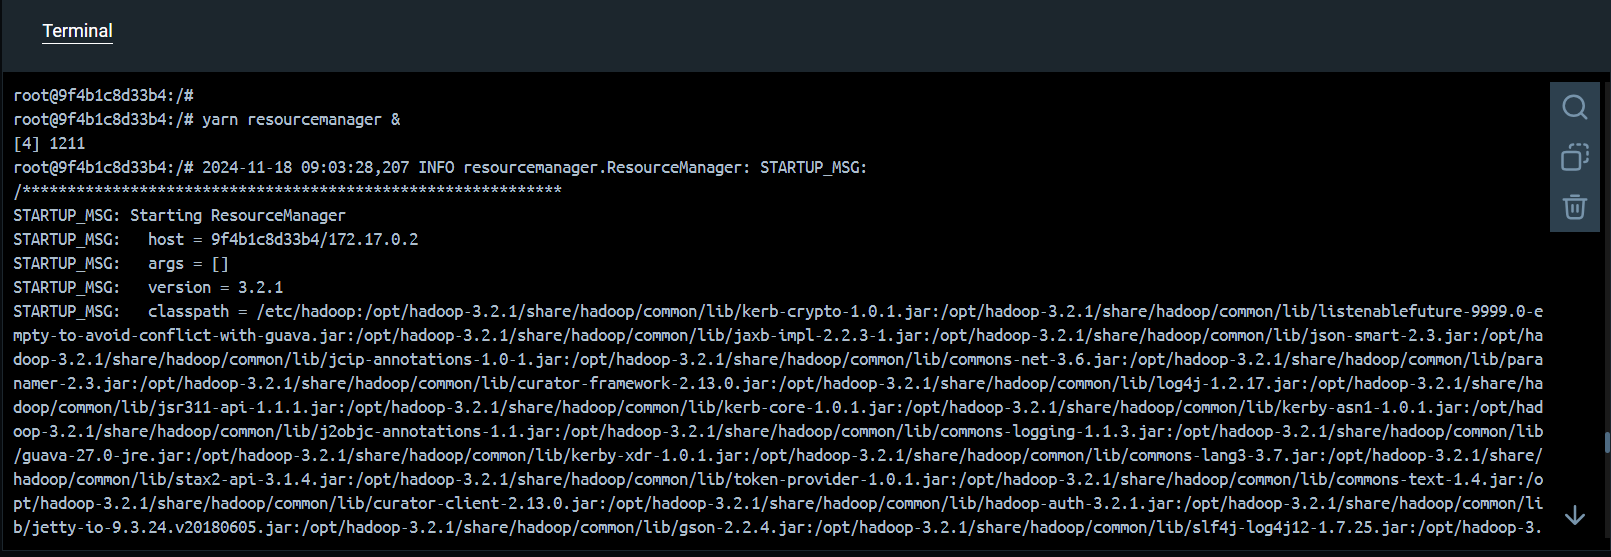 Terminal
root@9f4b1c8d33b4:/#
root@9f4b1c8d33b4:/# yarn resourcemanager &
[4] 1211
root@9f4b1c8d33b4:/# 2024-11-18 09:03:28,207 INFO resourcemanager.ResourceManager: STARTUP_MSG:
/************************************************************
STARTUP_MSG: Starting ResourceManager
STARTUP_MSG:   host = 9f4b1c8d33b4/172.17.0.2
STARTUP_MSG:   args = []
STARTUP_MSG:   version = 3.2.1
STARTUP_MSG:   classpath = /etc/hadoop:/opt/hadoop-3.2.1/share/hadoop/common/lib/kerb-crypto-1.0.1.jar:/opt/hadoop-3.2.1/share/hadoop/common/lib/listenablefuture-9999.0-e
mpty-to-avoid-conflict-with-guava.jar:/opt/hadoop-3.2.1/share/hadoop/common/lib/jaxb-impl-2.2.3-1.jar:/opt/hadoop-3.2.1/share/hadoop/common/lib/json-smart-2.3.jar:/opt/ha
doop-3.2.1/share/hadoop/common/lib/jcip-annotations-1.0-1.jar:/opt/hadoop-3.2.1/share/hadoop/common/lib/commons-net-3.6.jar:/opt/hadoop-3.2.1/share/hadoop/common/lib/para
namer-2.3.jar:/opt/hadoop-3.2.1/share/hadoop/common/lib/curator-framework-2.13.0.jar:/opt/hadoop-3.2.1/share/hadoop/common/lib/log4j-1.2.17.jar:/opt/hadoop-3.2.1/share/ha
doop/common/lib/jsr311-api-1.1.1.jar:/opt/hadoop-3.2.1/share/hadoop/common/lib/kerb-core-1.0.1.jar:/opt/hadoop-3.2.1/share/hadoop/common/lib/kerby-asn1-1.0.1.jar:/opt/had
oop-3.2.1/share/hadoop/common/lib/j2objc-annotations-1.1.jar:/opt/hadoop-3.2.1/share/hadoop/common/lib/commons-logging-1.1.3.jar:/opt/hadoop-3.2.1/share/hadoop/common/lib
/guava-27.0-jre.jar:/opt/hadoop-3.2.1/share/hadoop/common/lib/kerby-xdr-1.0.1.jar:/opt/hadoop-3.2.1/share/hadoop/common/lib/commons-lang3-3.7.jar:/opt/hadoop-3.2.1/share/
hadoop/common/lib/stax2-api-3.1.4.jar:/opt/hadoop-3.2.1/share/hadoop/common/lib/token-provider-1.0.1.jar:/opt/hadoop-3.2.1/share/hadoop/common/lib/commons-text-1.4.jar:/o
pt/hadoop-3.2.1/share/hadoop/common/lib/curator-client-2.13.0.jar:/opt/hadoop-3.2.1/share/hadoop/common/lib/hadoop-auth-3.2.1.jar:/opt/hadoop-3.2.1/share/hadoop/common/li
b/jetty-io-9.3.24.v20180605.jar:/opt/hadoop-3.2.1/share/hadoop/common/lib/gson-2.2.4.jar:/opt/hadoop-3.2.1/share/hadoop/common/lib/slf4j-log4j12-1.7.25.jar:/opt/hadoop-3.